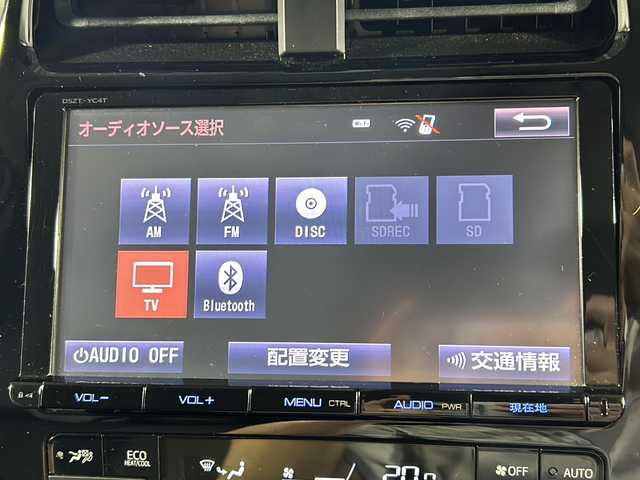 DSZT-YC4T
オーディオソース選択
Wi-Fi
AM
FM
DISC
SDREC
SD
TV
Bluetooth
AUDIO OFF
配置変更
交通情報
VOL-
VOL+
MENU CTRL
AUDIO PWR
現在地
ECO
HEAT/COOL
OFF
AUTO